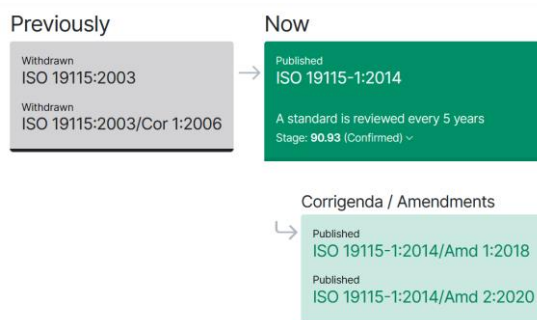 Previously
Withdrawn
ISO 19115:2003
Withdrawn
ISO 19115:2003/Cor 1:2006
Now
Published
ISO 19115-1:2014
A standard is reviewed every 5 years
Stage: 90.93 (Confirmed)
Corrigenda / Amendments
Published
ISO 19115-1:2014/Amd 1:2018
Published
ISO 19115-1:2014/Amd 2:2020